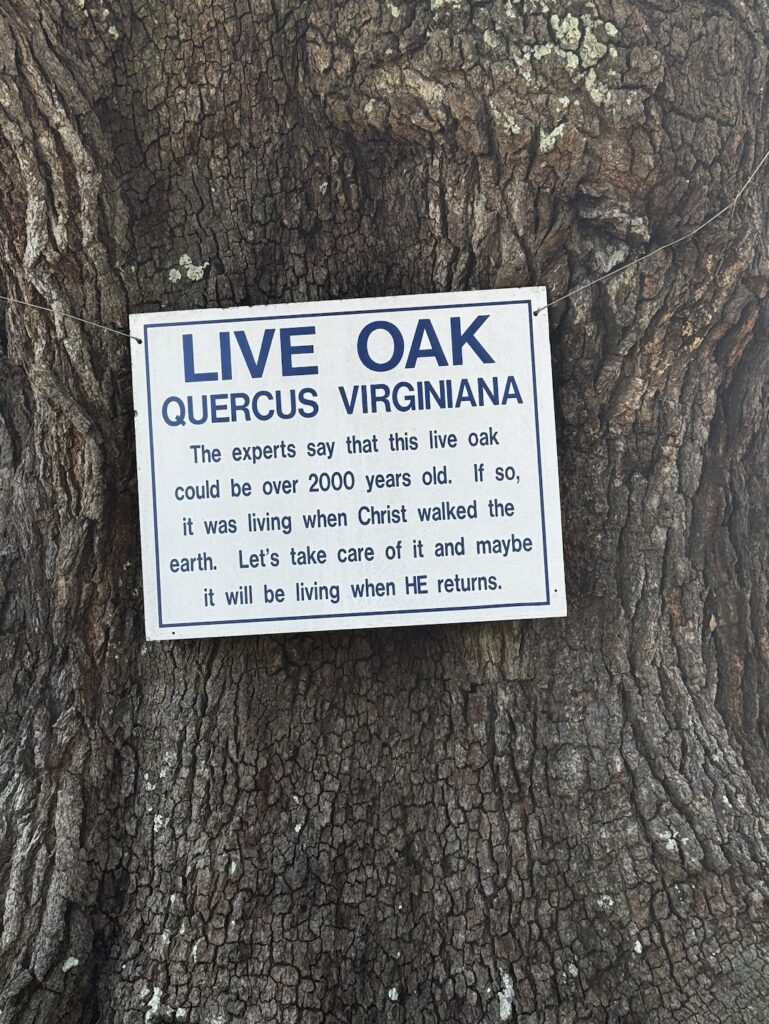 LIVE OAK
QUERCUS VIRGINIANA
The experts say that this live oak
could be over 2000 years old. If so,
it was living when Christ walked the
earth. Let's take care of it and maybe
it will be living when HE returns.